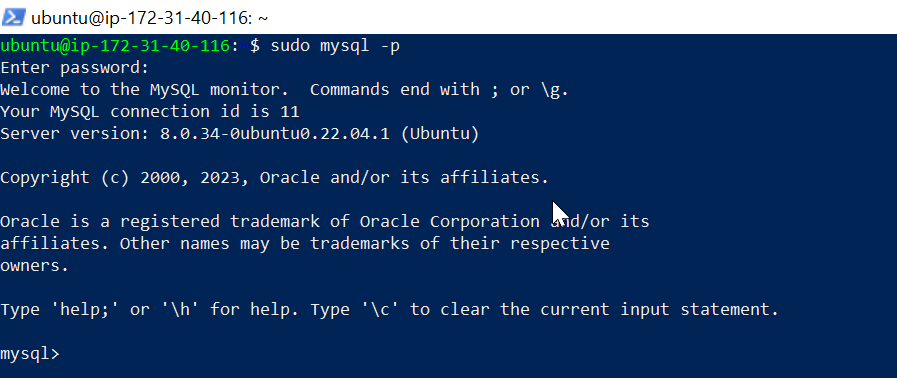 ubuntu@ip-172-31-40-116: ~
ubuntu@ip-172-31-40-116:~$ sudo mysql -p
Enter password:
Welcome to the MySQL monitor.  Commands end with ; or \g.
Your MySQL connection id is 11
Server version: 8.0.34-0ubuntu0.22.04.1 (Ubuntu)

Copyright (c) 2000, 2023, Oracle and/or its affiliates.

Oracle is a registered trademark of Oracle Corporation and/or its
affiliates. Other names may be trademarks of their respective
owners.

Type 'help;' or '\h' for help. Type '\c' to clear the current input statement.

mysql>